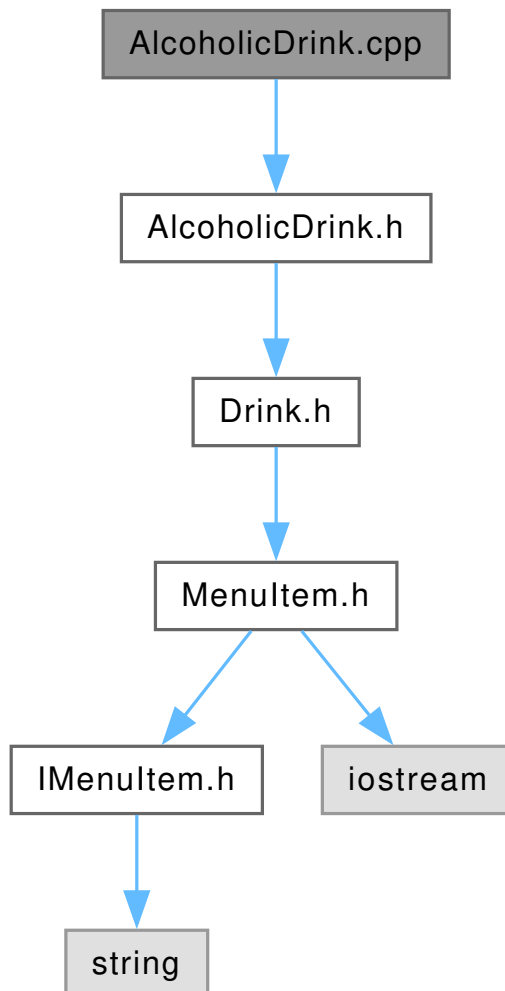 AlcoholicDrink.cpp
AlcoholicDrink.h
Drink.h
MenuItem.h
IMenuItem.h
iostream
string